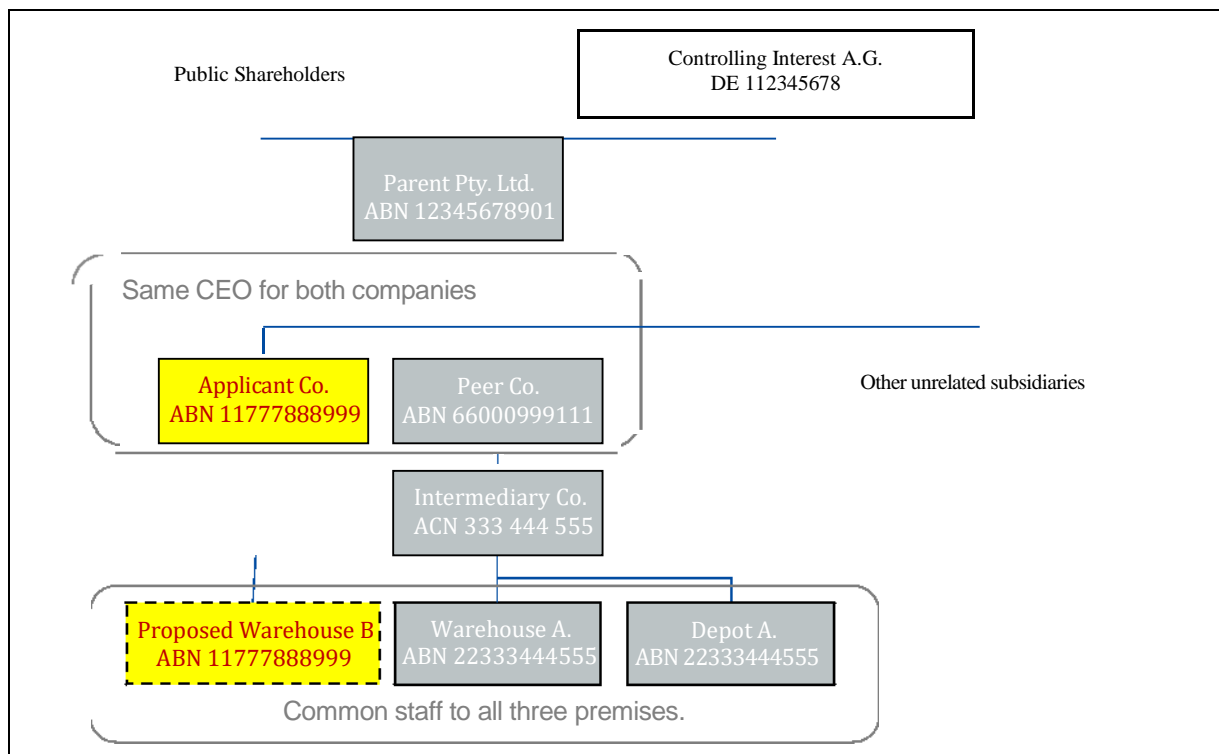 Public Shareholders
Controlling Interest A.G.
DE 112345678
Parent Pty. Ltd.
ABN 12345678901
Same CEO for both companies
Applicant Co.
ABN 11777888999
Peer Co.
ABN 66000999111
Other unrelated subsidiaries
Intermediary Co.
ACN 333 444 555
Proposed Warehouse B
ABN 11777888999
Warehouse A.
ABN 22333444555
Depot A.
ABN 22333444555
Common staff to all three premises.